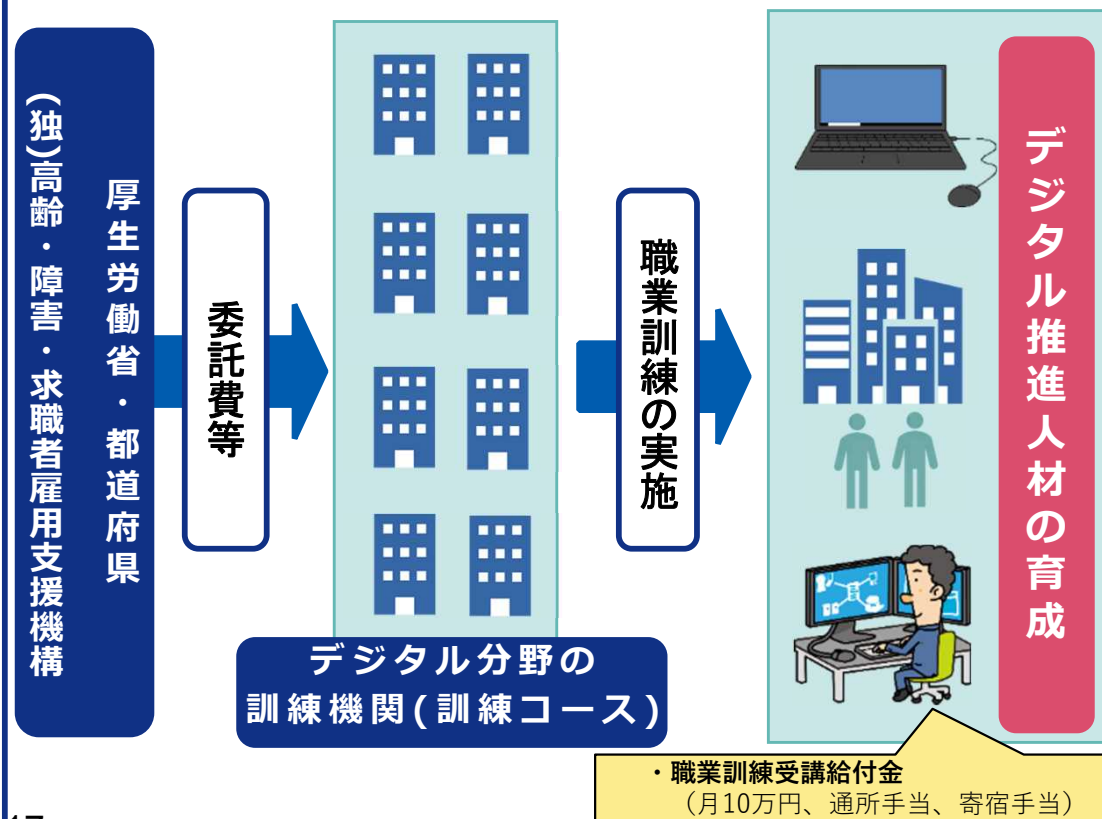 厚生労働省・都道府県
(独)高齢・障害・求職者雇用支援機構
委託費等
デジタル分野の
訓練機関(訓練コース)
職業訓練の実施
デジタル推進人材の育成
・職業訓練受講給付金
（月10万円、通所手当、寄宿手当）